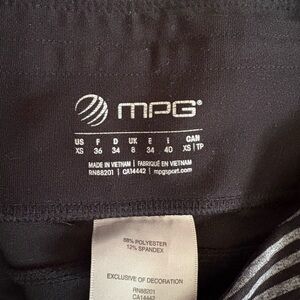 MPG®
US F D UK E I CAN
XS 36 34 8 34 40 XS | TP
MADE IN VIETNAM | FABRIQUÉ EN VIETNAM
RN88201 | CA14442 | mpgsport.com
88% POLYESTER
12% SPANDEX
EXCLUSIVE OF DECORATION
RN88201
CA14442